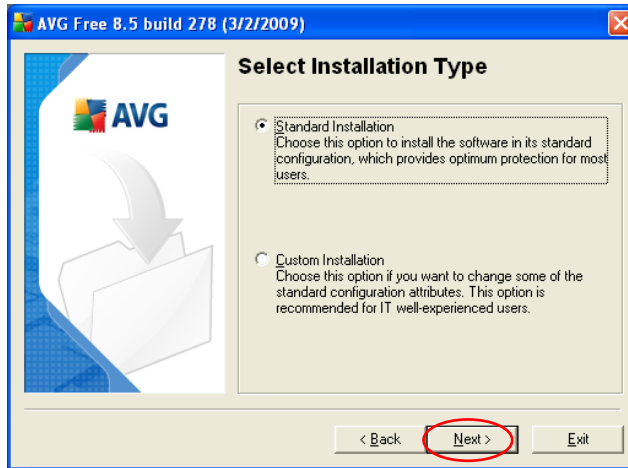 AVG Free 8.5 build 278 (3/2/2009)
AVG
Select Installation Type
Standard Installation
Choose this option to install the software in its standard
configuration, which provides optimum protection for most
users.
Custom Installation
Choose this option if you want to change some of the
standard configuration attributes. This option is
recommended for IT well-experienced users.
< Back Next > Exit